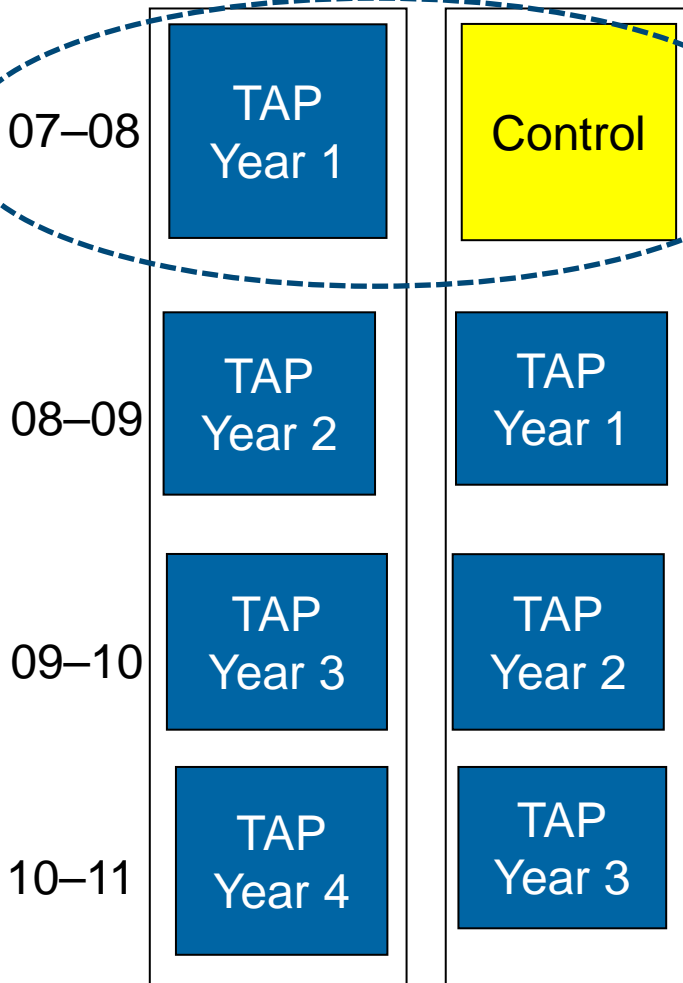 07–08
TAP
Year 1
Control
08–09
TAP
Year 2
TAP
Year 1
09–10
TAP
Year 3
TAP
Year 2
10–11
TAP
Year 4
TAP
Year 3